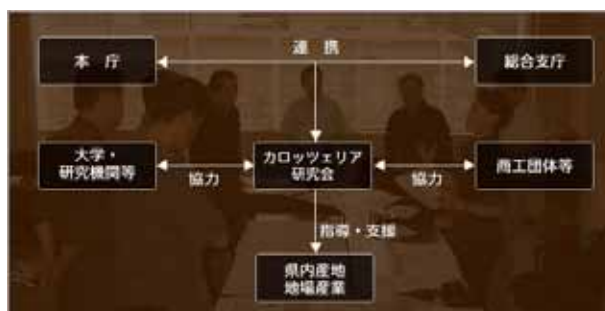 連 携
本 庁
総合支庁
大学・
研究機関等
協力
カロッツェリア
研究会
協力
商工団体等
指導・支援
県内産地
地場産業